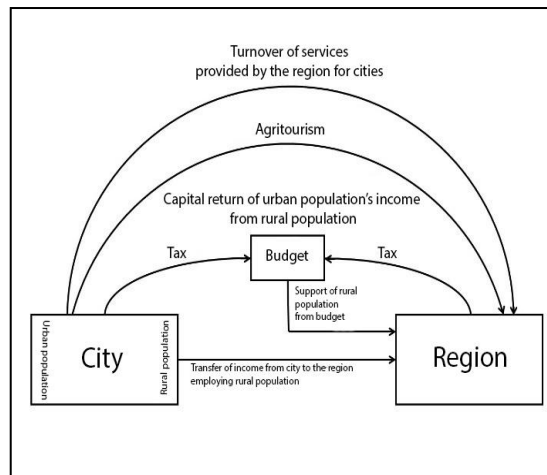 Turnover of services
provided by the region for cities
Agritourism
Capital return of urban population's income
from rural population
Tax
Budget
Tax
Support of rural
population
from budget
Urban population
City
Rural population
Region
Transfer of income from city to the region
employing rural population